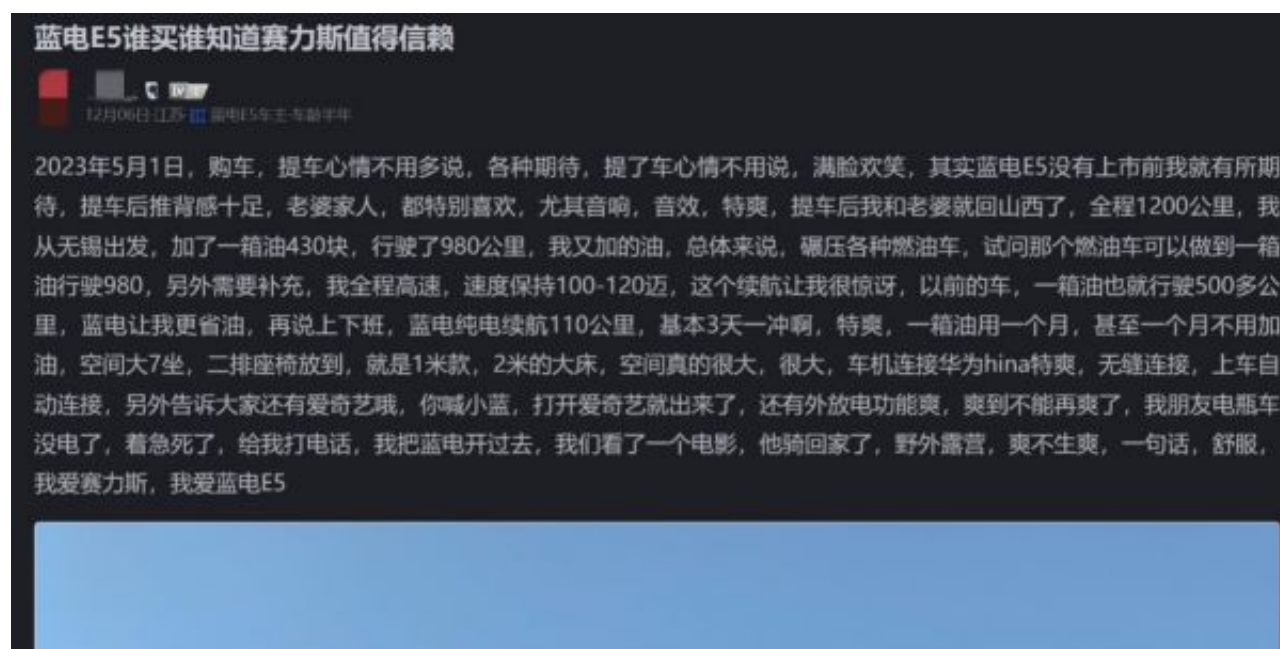 蓝电E5谁买谁知道赛力斯值得信赖
12月06日·江苏 蓝电E5车主·车龄半年
2023年5月1日，购车，提车心情不用多说，各种期待，提了车心情不用说，满脸欢笑，其实蓝电E5没有上市前我就有所期
待，提车后推背感十足，老婆家人，都特别喜欢，尤其音响，音效，特爽，提车后我和老婆就回山西了，全程1200公里，我
从无锡出发，加了一箱油430块，行驶了980公里，我又加的油，总体来说，碾压各种燃油车，试问那个燃油车可以做到一箱
油行驶980，另外需要补充，我全程高速，速度保持100-120迈，这个续航让我很惊讶，以前的车，一箱油也就行驶500多公
里，蓝电让我更省油，再说上下班，蓝电纯电续航110公里，基本3天一冲啊，特爽，一箱油用一个月，甚至一个月不用加
油，空间大7坐，二排座椅放到，就是1米款，2米的大床，空间真的很大，很大，车机连接华为hina特爽，无缝连接，上车自
动连接，另外告诉大家还有爱奇艺哦，你喊小蓝，打开爱奇艺就出来了，还有外放电功能爽，爽到不能再爽了，我朋友电瓶车
没电了，着急死了，给我打电话，我把蓝电开过去，我们看了一个电影，他骑回家了，野外露营，爽不生爽，一句话，舒服，
我爱赛力斯，我爱蓝电E5